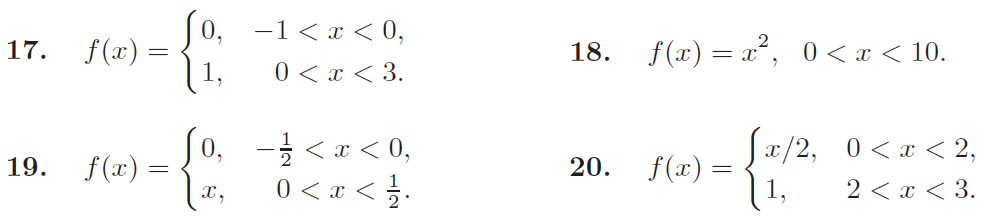 17. f(x) = { 0, −1 < x < 0,
1, 0 < x < 3.
18. f(x) = x², 0 < x < 10.
19. f(x) = { 0, −1/2 < x < 0,
x, 0 < x < 1/2.
20. f(x) = { x/2, 0 < x < 2,
1, 2 < x < 3.